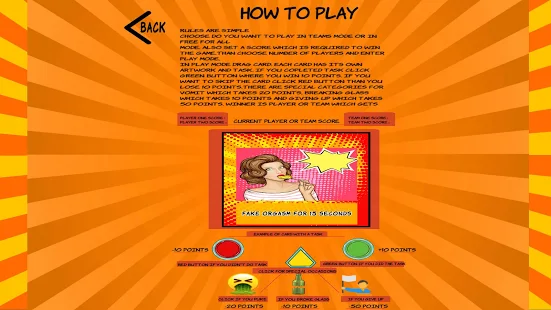 BACK
HOW TO PLAY
RULES ARE SIMPLE
CHOOSE DO YOU WANT TO PLAY IN TEAMS MODE OR IN
FREE FOR ALL
MODE, ALSO SET A SCORE WHICH IS REQUIRED TO WIN
THE GAME,THAN CHOOSE NUMBER OF PLAYERS AND ENTER
PLAY MODE.
IN PLAY MODE DRAG CARD EACH CARD HAS IT'S OWN
ARTWORK AND TASK, IF YOU COPLETED TASK CLICK
GREEN BUTTON WHERE YOU WIN 10 POINTS, IF YOU
WANT TO SKIP THE CARD CLICK RED BUTTON THAN YOU
LOSE 10 POINTS,THERE ARE SPECIAL CATEGORIES FOR
VOMIT WHICH TAKES 20 POINTS, BREAKING GLASS
WHICH TAKES 10 POINTS AND GIVING UP WHICH TAKES
50 POINTS. WINNER IS PLAYER OR TEAM WHICH GETS
PLAYER ONE SCORE:
PLAYER TWO SCORE:
CURRENT PLAYER OR TEAM SCORE
TEAM ONE SCORE:
TEAM TWO SCORE:
FAKE ORGASM FOR 15 SECONDS
EXAMPLE OF CARD WITH A TASK
-10 POINTS
+10 POINTS
RED BUTTON IF YOU DIDN'T DO TASK
GREEN BUTTON IF YOU DID THE TASK
CLICK FOR SPECIAL OCCASIONS
CLICK IF YOU PUKE
IF YOU BROKE GLASS
IF YOU GIVE UP
20 POINTS
10 POINTS
50 POINTS